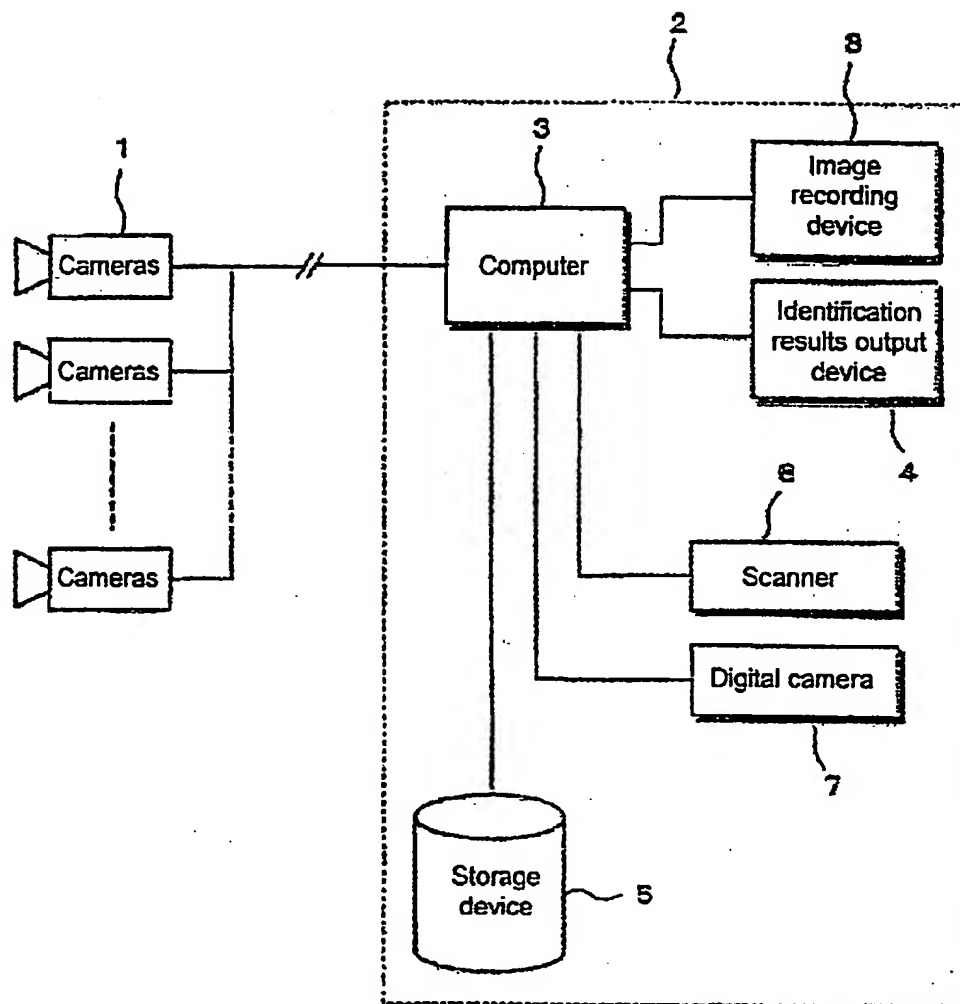 2
8
1
3
Image
recording
device
Cameras
Computer
Identification
results output
device
Cameras
4
6
Cameras
Scanner
Digital camera
7
Storage
device
5